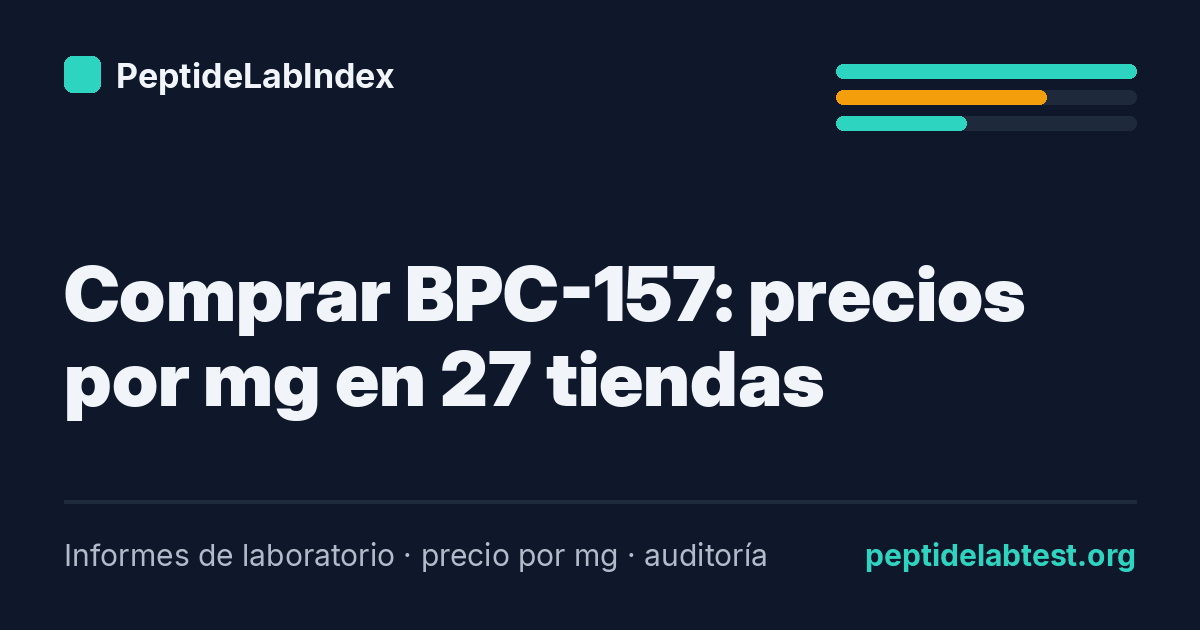 PeptideLabIndex
Comprar BPC-157: precios
por mg en 27 tiendas
Informes de laboratorio · precio por mg · auditoría
peptidelabtest.org